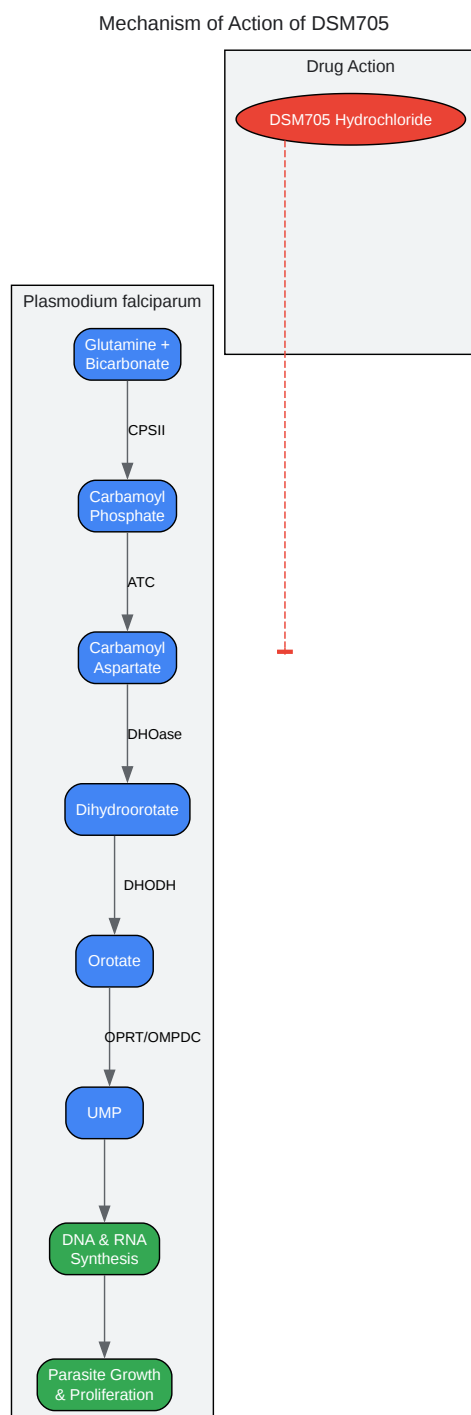 Mechanism of Action of DSM705
Drug Action
DSM705 Hydrochloride
Plasmodium falciparum
Glutamine +
Bicarbonate
CPSII
Carbamoyl
Phosphate
ATC
Carbamoyl
Aspartate
DHOase
Dihydroorotate
DHODH
Orotate
OPRT/OMPDC
UMP
DNA & RNA
Synthesis
Parasite Growth
& Proliferation